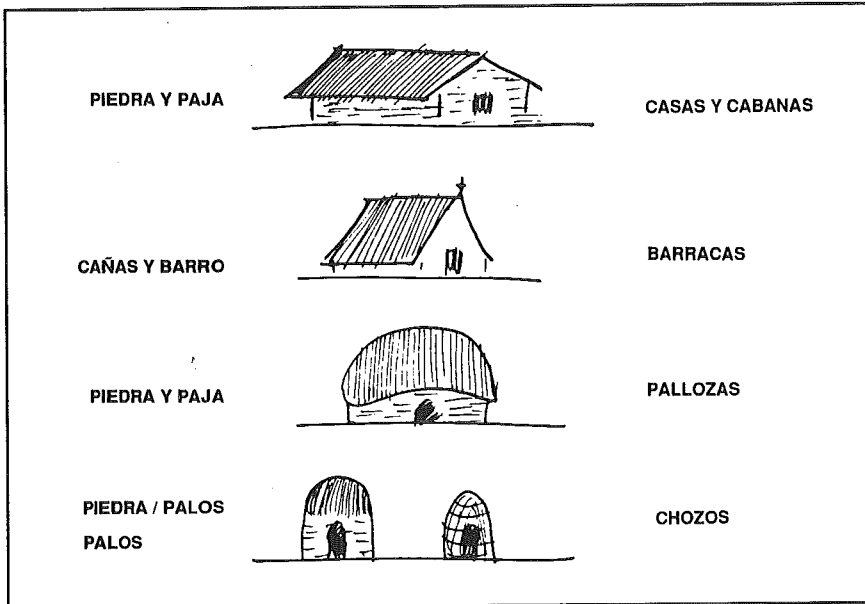 PIEDRA Y PAJA
CASAS Y CABANAS
CAÑAS Y BARRO
BARRACAS
PIEDRA Y PAJA
PALLOZAS
PIEDRA / PALOS
PALOS
CHOZOS